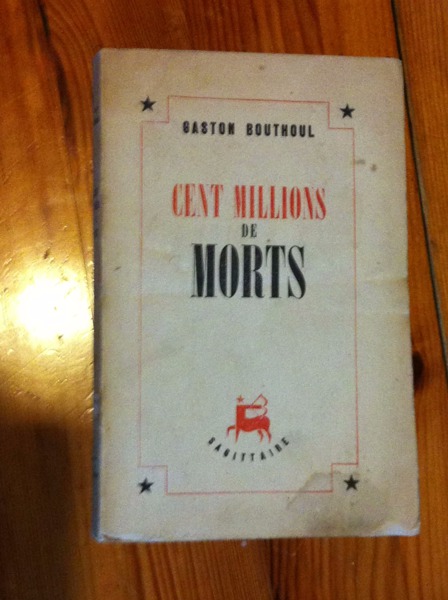 GASTON BOUTHOUL
CENT MILLIONS
DE
MORTS
SAGITTAIRE